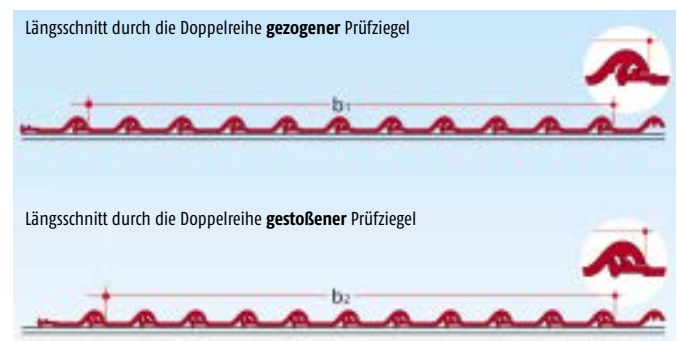 Längsschnitt durch die Doppelreihe gezogener Prüfziegel
b1
Längsschnitt durch die Doppelreihe gestoßener Prüfziegel
b2